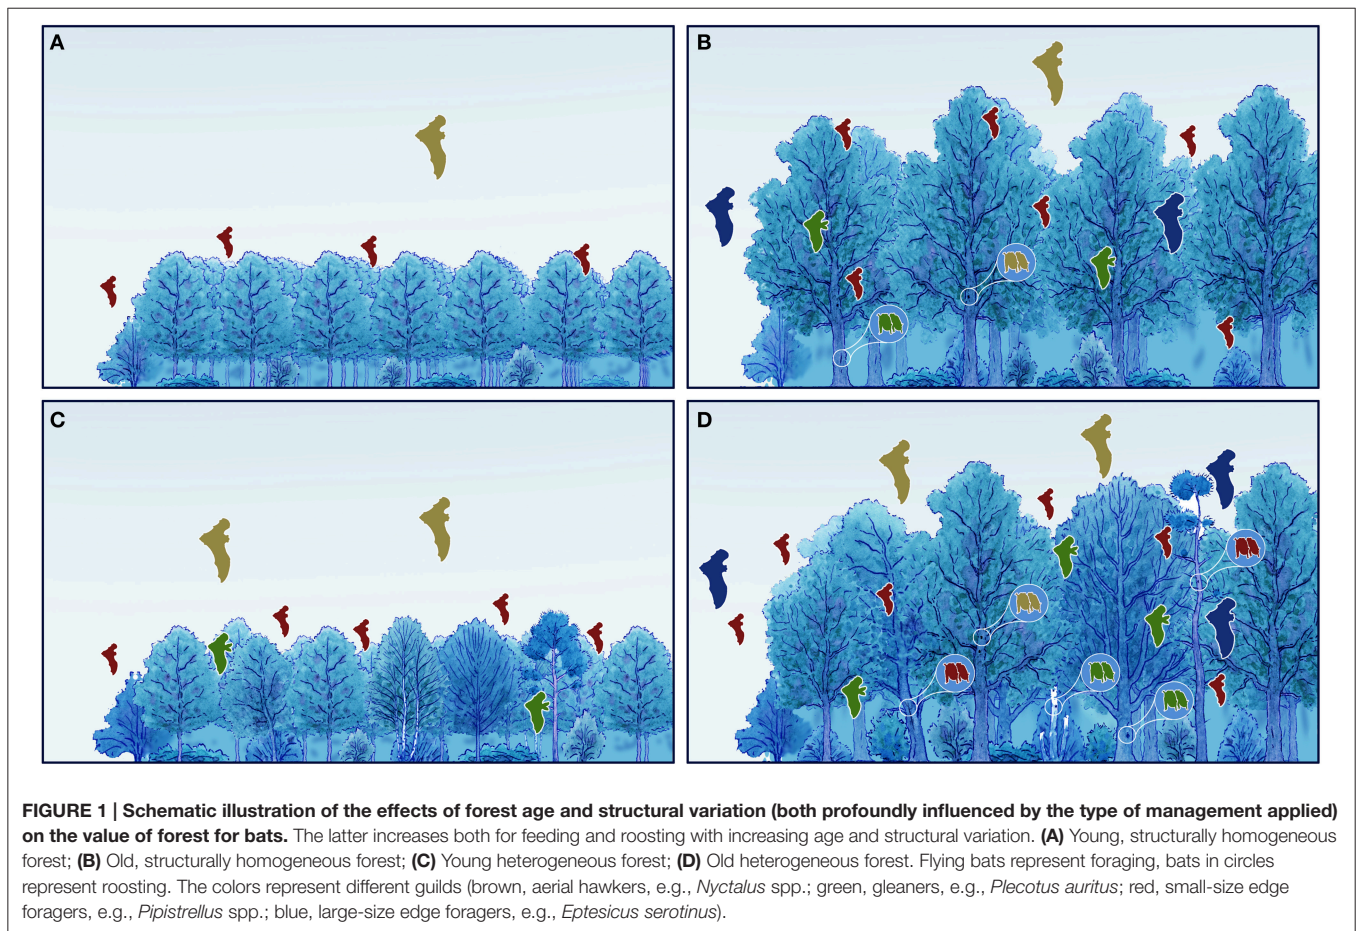 A
B
C
D
FIGURE 1 | Schematic illustration of the effects of forest age and structural variation (both profoundly influenced by the type of management applied)
on the value of forest for bats. The latter increases both for feeding and roosting with increasing age and structural variation. (A) Young, structurally homogeneous
forest; (B) Old, structurally homogeneous forest; (C) Young heterogeneous forest; (D) Old heterogeneous forest. Flying bats represent foraging, bats in circles
represent roosting. The colors represent different guilds (brown, aerial hawkers, e.g., Nyctalus spp.; green, gleaners, e.g., Plecotus auritus; red, small-size edge
foragers, e.g., Pipistrellus spp.; blue, large-size edge foragers, e.g., Eptesicus serotinus).